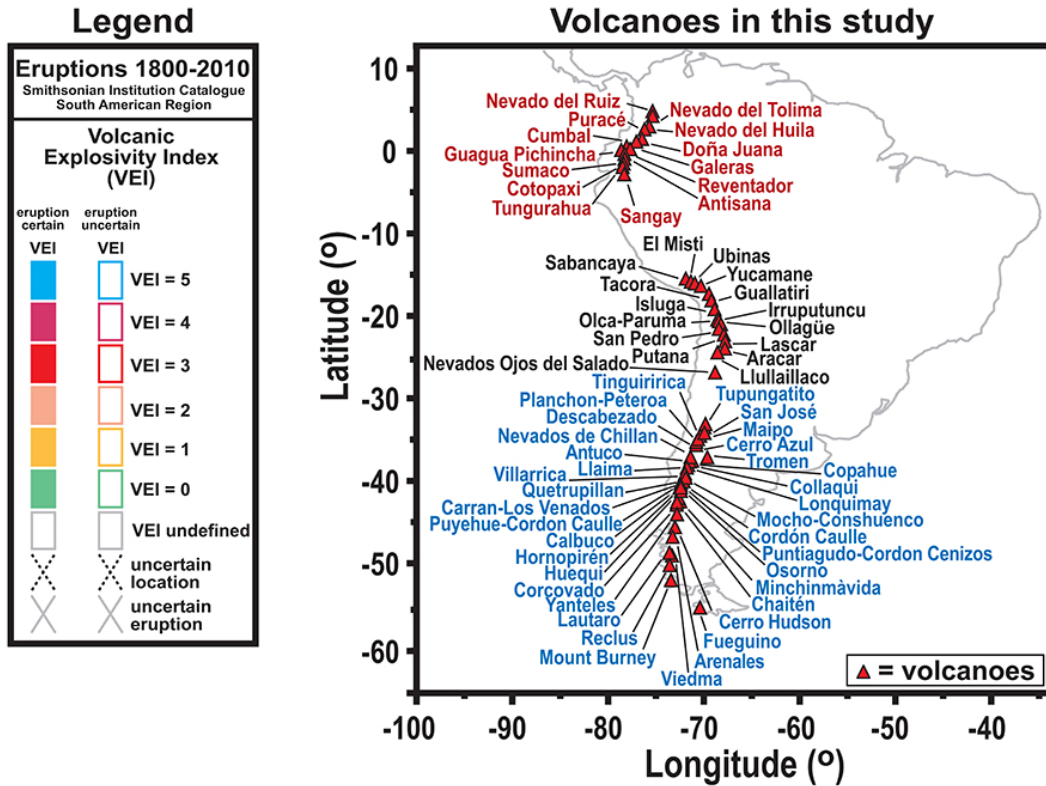 Legend
Eruptions 1800-2010
Smithsonian Institution Catalogue
South American Region
Volcanic
Explosivity Index
(VEI)
eruption
certain
eruption
uncertain
VEI
VEI
VEI = 5
VEI = 4
VEI = 3
VEI = 2
VEI = 1
VEI = 0
VEI undefined
uncertain
location
uncertain
eruption
Volcanoes in this study
Latitude (º)
10
0
-10
-20
-30
-40
-50
-60
Nevado del Ruiz
Puracé
Cumbal
Guagua Pichincha
Sumaco
Cotopaxi
Tungurahua
Nevado del Tolima
Nevado del Huila
Doña Juana
Galeras
Reventador
Antisana
Sangay
El Misti
Sabancaya
Tacora
Isluga
Olca-Paruma
San Pedro
Putana
Nevados Ojos del Salado
Ubinas
Yucamane
Guallatiri
Irruputuncu
Ollagüe
Lascar
Aracar
Llullaillaco
Tinguiririca
Planchon-Peteroa
Descabezado
Nevados de Chillan
Antuco
Llaima
Villarrica
Quetrupillan
Carran-Los Venados
Puyehue-Cordon Caulle
Calbuco
Hornopirén
Huequi
Corcovado
Yanteles
Lautaro
Reclus
Mount Burney
Viedma
Tupungatito
San José
Maipo
Cerro Azul
Tromen
Copahue
Collaqui
Lonquimay
Mocho-Conshuenco
Cordón Caulle
Puntiagudo-Cordon Cenizos
Osorno
Minchinmàvida
Chaitén
Cerro Hudson
Fueguino
Arenales
= volcanoes
-100
-90
-80
-70
-60
-50
-40
Longitude (º)